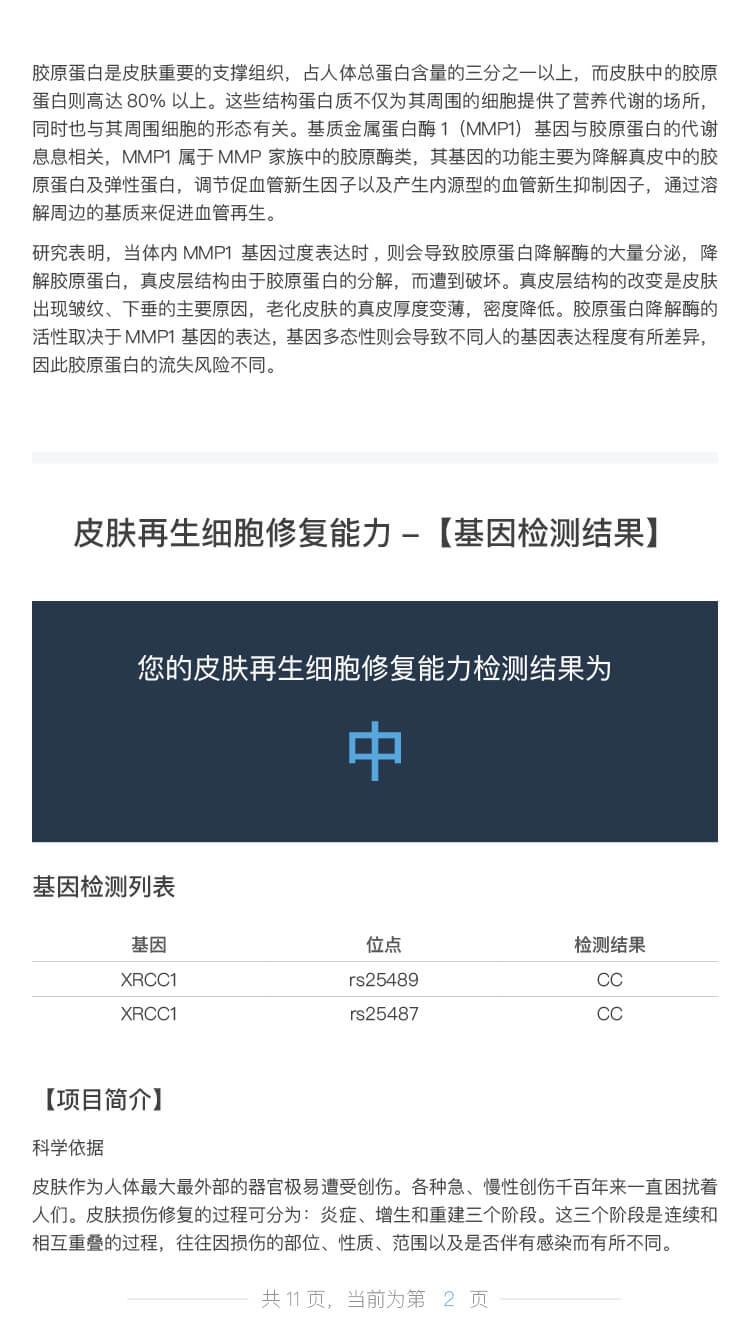 胶原蛋白是皮肤重要的支撑组织，占人体总蛋白含量的三分之一以上，而皮肤中的胶原
蛋白则高达 80% 以上。这些结构蛋白质不仅为其周围的细胞提供了营养代谢的场所，
同时也与其周围细胞的形态有关。基质金属蛋白酶 1（MMP1）基因与胶原蛋白的代谢
息息相关，MMP1 属于 MMP 家族中的胶原酶类，其基因的功能主要为降解真皮中的胶
原蛋白及弹性蛋白，调节促血管新生因子以及产生内源型的血管新生抑制因子，通过溶
解周边的基质来促进血管再生。
研究表明，当体内 MMP1 基因过度表达时 , 则会导致胶原蛋白降解酶的大量分泌，降
解胶原蛋白，真皮层结构由于胶原蛋白的分解，而遭到破坏。真皮层结构的改变是皮肤
出现皱纹、下垂的主要原因，老化皮肤的真皮厚度变薄，密度降低。胶原蛋白降解酶的
活性取决于 MMP1 基因的表达，基因多态性则会导致不同人的基因表达程度有所差异，
因此胶原蛋白的流失风险不同。
皮肤再生细胞修复能力 –【基因检测结果】
您的皮肤再生细胞修复能力检测结果为
中
基因检测列表
基因 位点 检测结果
XRCC1 rs25489 CC
XRCC1 rs25487 CC
【项目简介】
科学依据
皮肤作为人体最大最外部的器官极易遭受创伤。各种急、慢性创伤千百年来一直困扰着
人们。皮肤损伤修复的过程可分为：炎症、增生和重建三个阶段。这三个阶段是连续和
相互重叠的过程，往往因损伤的部位、性质、范围以及是否伴有感染而有所不同。
共 11 页，当前为第 2 页